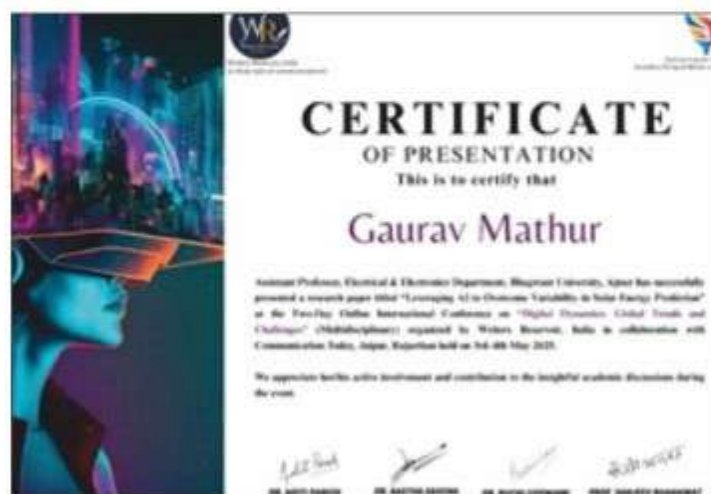 WR
CERTIFICATE
OF PRESENTATION
This is to certify that
Gaurav Mathur
Assistant Professor, Electrical & Electronics Department, Bhagwant University, Ajmer has successfully
presented a research paper titled "Leveraging AI to Overcome Variability in Solar Energy Prediction"
at the Two-Day Online International Conference on "Digital Dynamics: Global Trends and
Challenges" (Multidisciplinary) organized by Writers Reservoir, India in collaboration with
Communication Today, Jaipur, Rajasthan held on 3rd-4th May 2025.
We appreciate her/his active involvement and contribution to the insightful academic discussions during
the event.